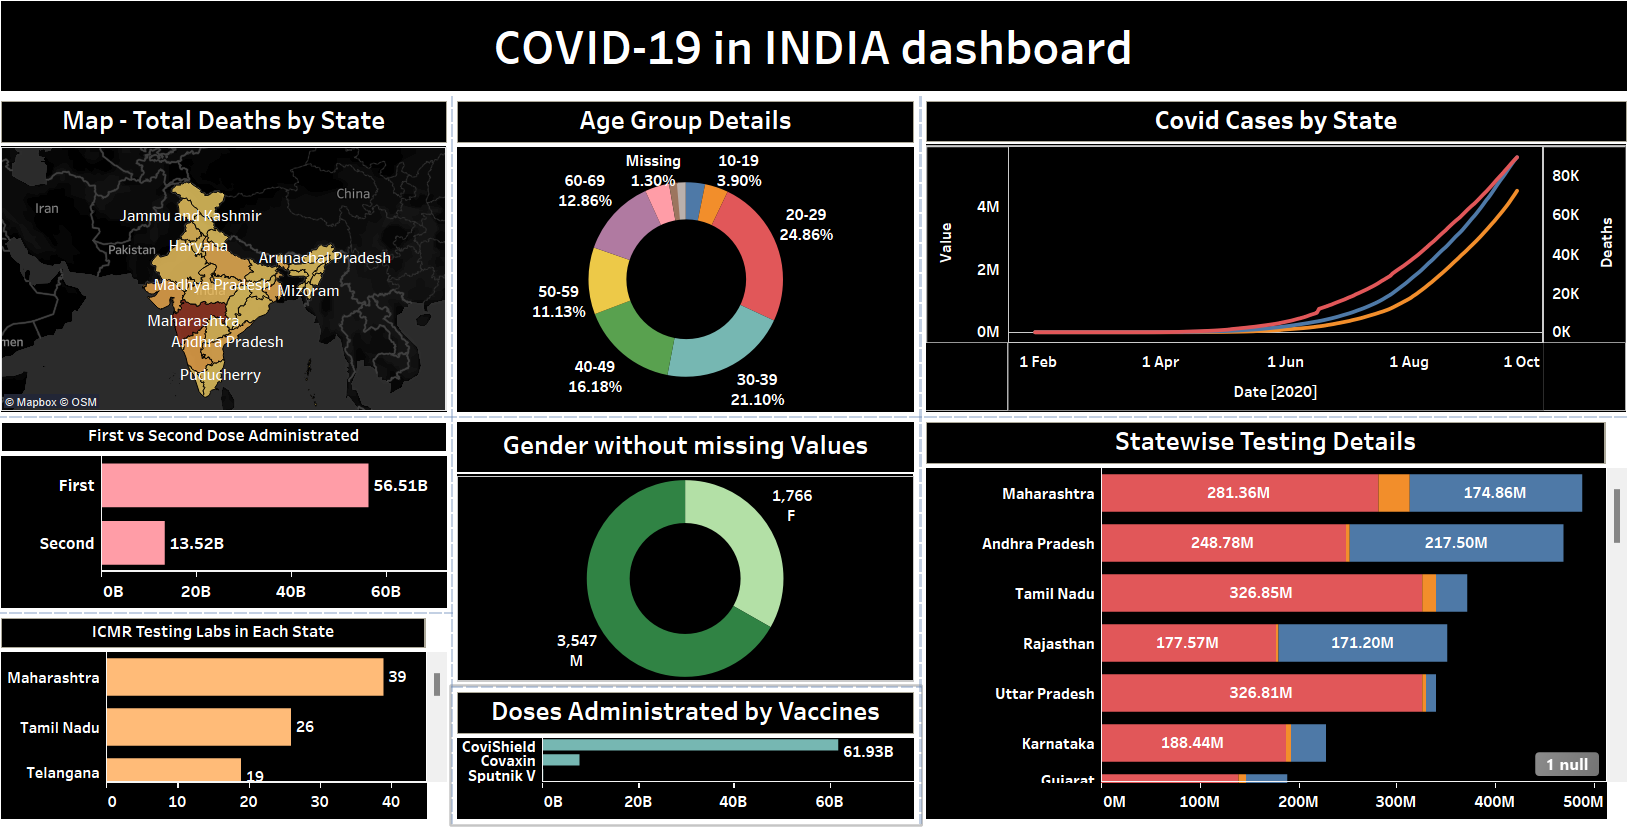 COVID-19 in INDIA dashboard
Map - Total Deaths by State
Iran
China
Jammu and Kashmir
Pakistan
Haryana
Arunachal Pradesh
Madhya Pradesh
Mizoram
Maharashtra
Andhra Pradesh
men
Puducherry
© Mapbox © OSM
Age Group Details
Missing
1.30%
10-19
3.90%
60-69
12.86%
20-29
24.86%
50-59
11.13%
40-49
16.18%
30-39
21.10%
Covid Cases by State
Value
4M
2M
0M
80K
60K
40K
20K
0K
Deaths
1 Feb
1 Apr
1 Jun
1 Aug
1 Oct
Date [2020]
First vs Second Dose Administrated
First
56.51B
Second
13.52B
0B
20B
40B
60B
ICMR Testing Labs in Each State
Maharashtra
39
Tamil Nadu
26
Telangana
19
0
10
20
30
40
Gender without missing Values
1,766
F
3,547
M
Doses Administrated by Vaccines
CoviShield
61.93B
Covaxin
Sputnik V
0B
20B
40B
60B
Statewise Testing Details
Maharashtra
281.36M
174.86M
Andhra Pradesh
248.78M
217.50M
Tamil Nadu
326.85M
Rajasthan
177.57M
171.20M
Uttar Pradesh
326.81M
Karnataka
188.44M
1 null
Gujarat
0M
100M
200M
300M
400M
500M